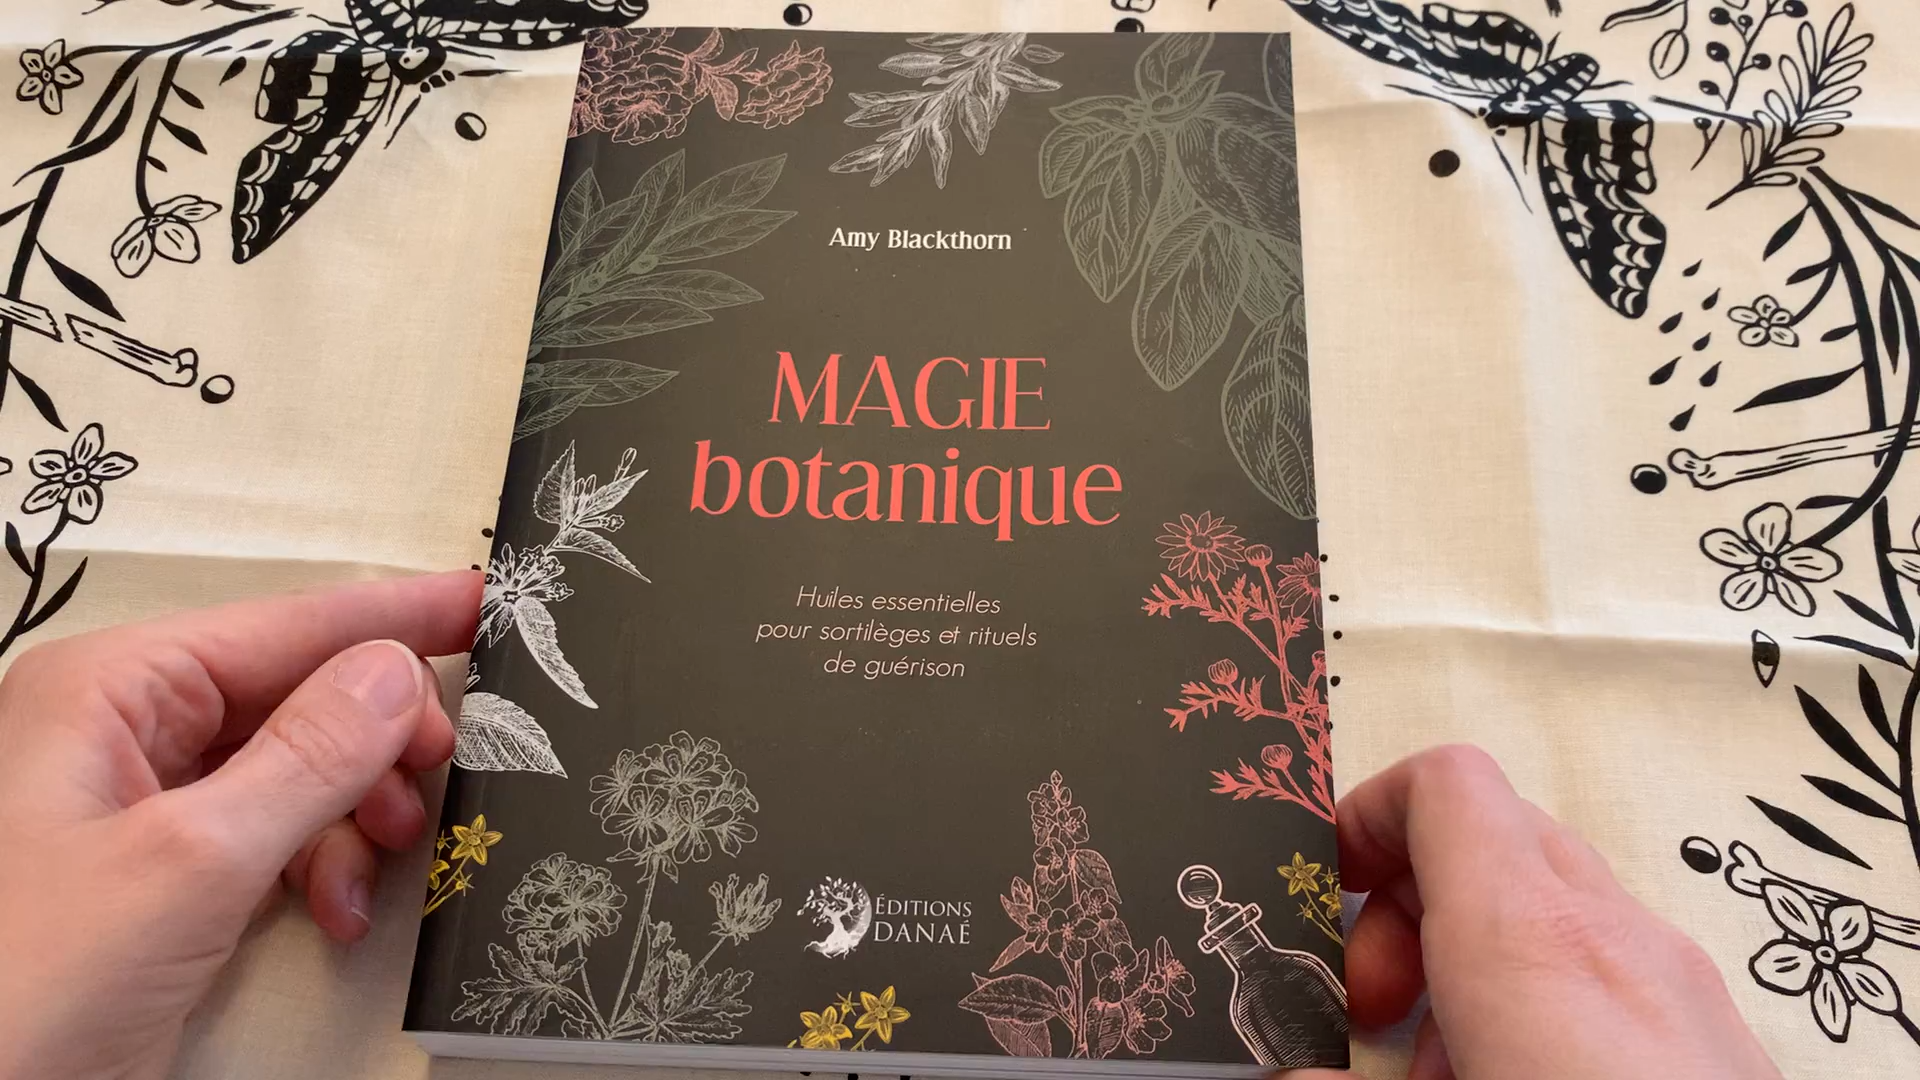 Amy Blackthorn
MAGIE
botanique
Huiles essentielles
pour sortilèges et rituels
de guérison
ÉDITIONS
DANAÉ